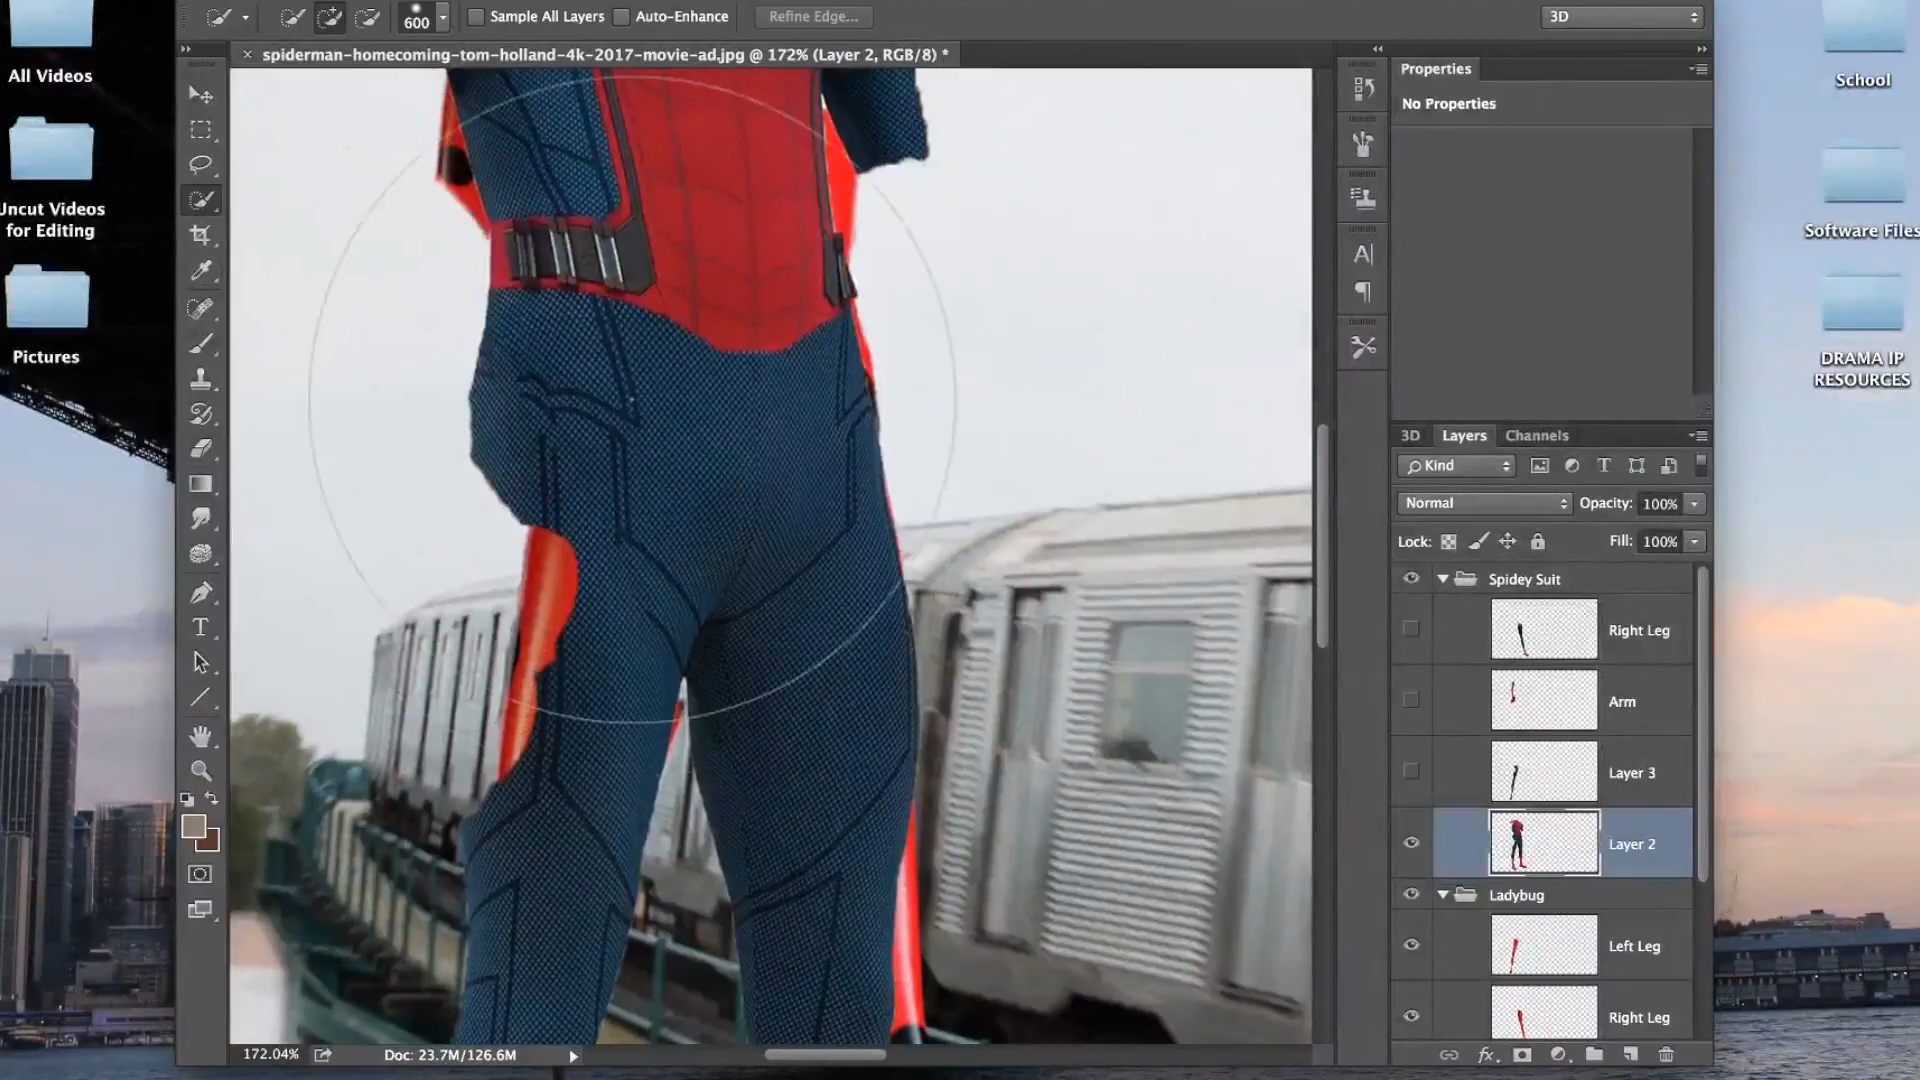 600
Sample All Layers
Auto-Enhance
Refine Edge...
3D
× spiderman-homecoming-tom-holland-4k-2017-movie-ad.jpg @ 172% (Layer 2, RGB/8) *
All Videos
Uncut Videos
for Editing
Pictures
Properties
No Properties
School
Software Files
DRAMA IP
RESOURCES
3D Layers Channels
Kind
Normal Opacity: 100%
Lock: Fill: 100%
Spidey Suit
Right Leg
Arm
Layer 3
Layer 2
Ladybug
Left Leg
Right Leg
172.04% Doc: 23.7M/126.6M